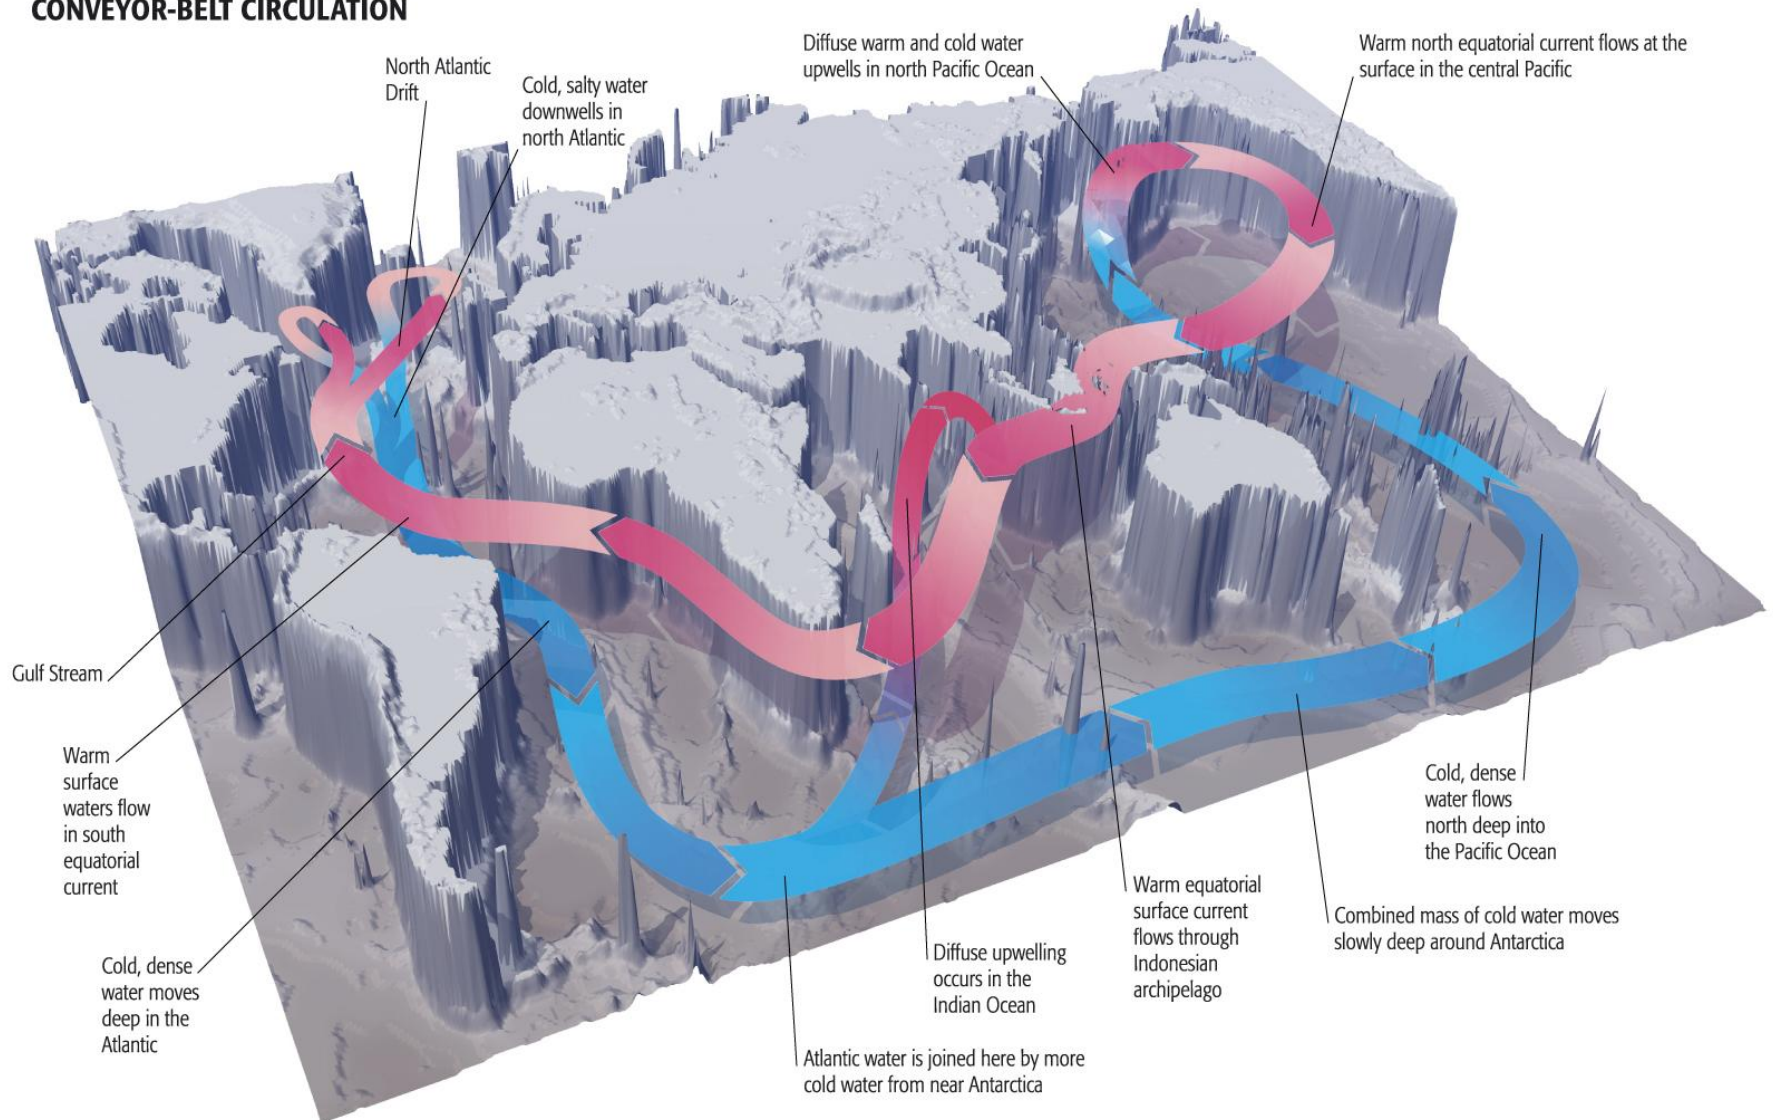 CONVEYOR-BELT CIRCULATION
North Atlantic
Drift
Cold, salty water
downwells in
north Atlantic
Diffuse warm and cold water
upwells in north Pacific Ocean
Warm north equatorial current flows at the
surface in the central Pacific
Gulf Stream
Warm
surface
waters flow
in south
equatorial
current
Cold, dense
water moves
deep in the
Atlantic
Atlantic water is joined here by more
cold water from near Antarctica
Diffuse upwelling
occurs in the
Indian Ocean
Warm equatorial
surface current
flows through
Indonesian
archipelago
Combined mass of cold water moves
slowly deep around Antarctica
Cold, dense
water flows
north deep into
the Pacific Ocean